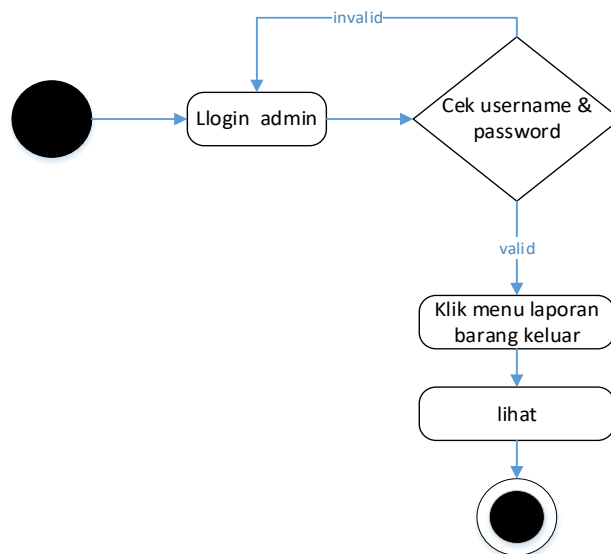 invalid
Llogin  admin
Cek username &
password
valid
Klik menu laporan
barang keluar
lihat